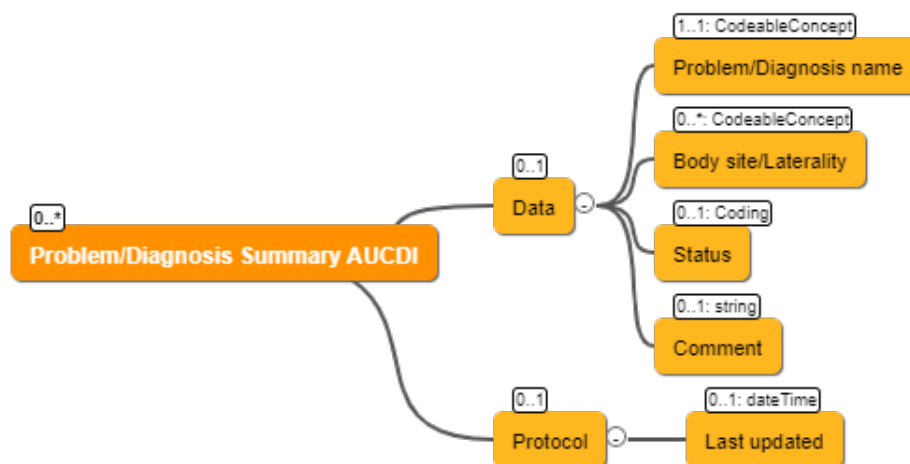 0..*
Problem/Diagnosis Summary AUCDI
0..1
Data
-
1..1: CodeableConcept
Problem/Diagnosis name
0..*: CodeableConcept
Body site/Laterality
0..1: Coding
Status
0..1: string
Comment
0..1
Protocol
-
0..1: dateTime
Last updated